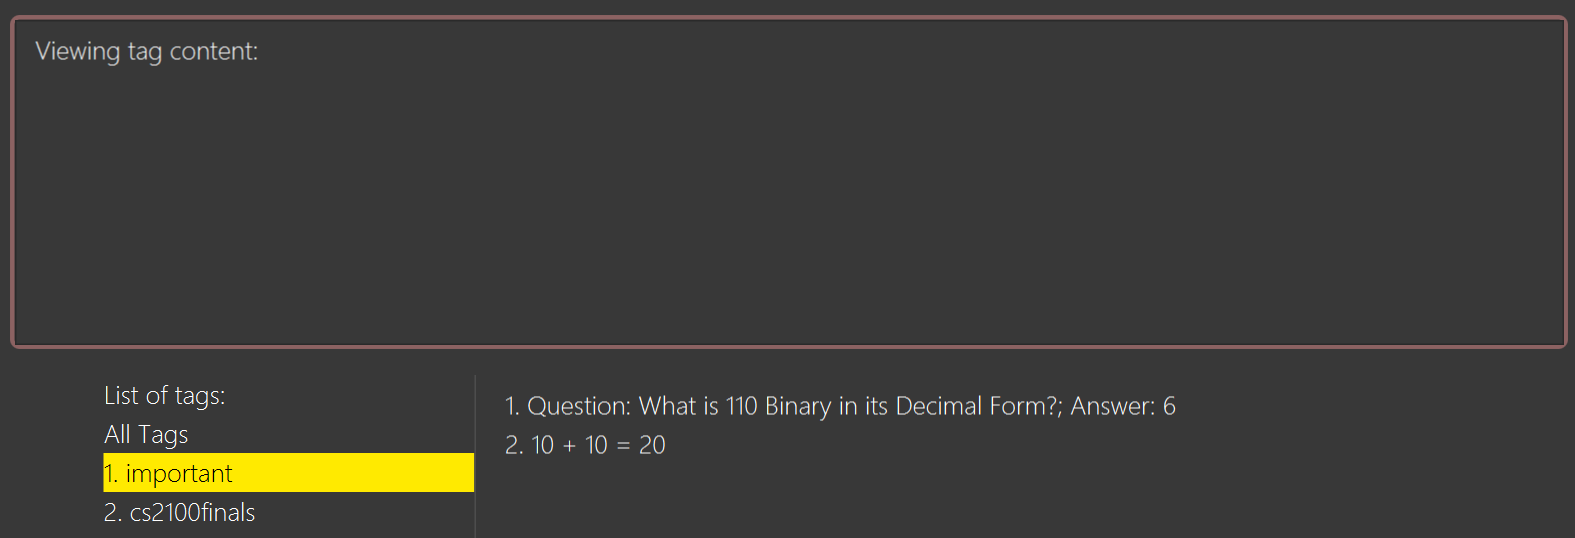 Viewing tag content:
List of tags:
All Tags
1. important
2. cs2100finals
1. Question: What is 110 Binary in its Decimal Form?; Answer: 6
2. 10 + 10 = 20